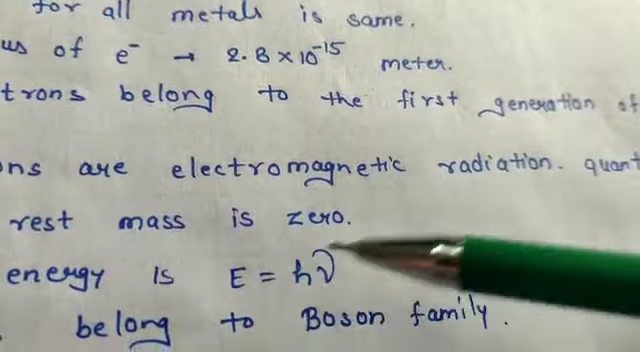 for all metals is same.
us of e⁻ → 2.8 × 10⁻¹⁵ meter.
trons belong to the first generation of
ons are electromagnetic radiation. quant
rest mass is zero.
energy is E = hν
belong to Boson family.